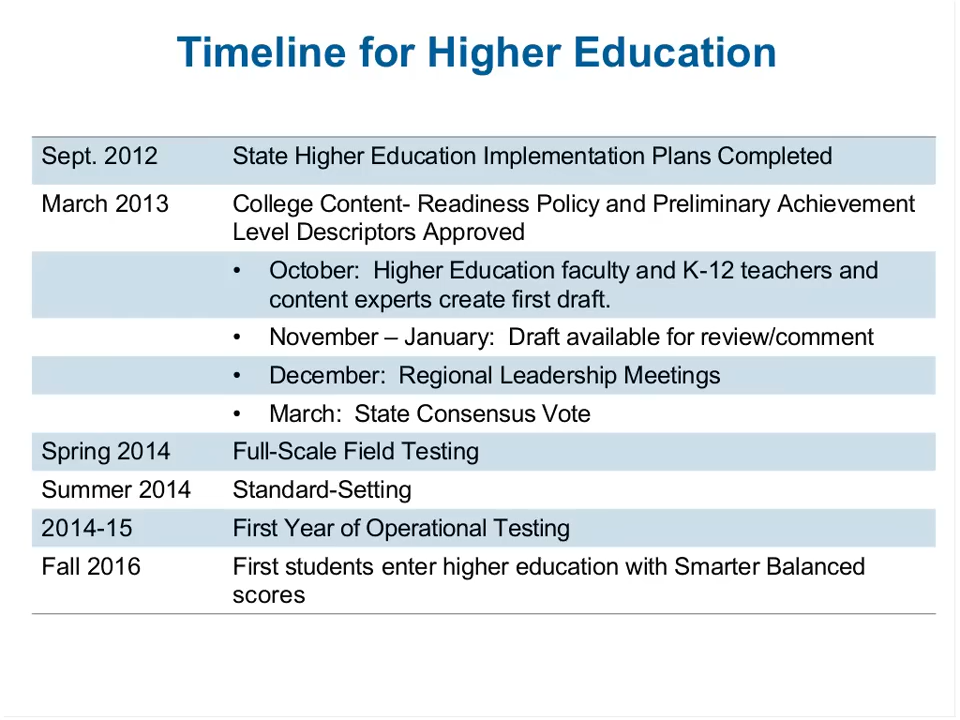 Timeline for Higher Education
Sept. 2012 State Higher Education Implementation Plans Completed
March 2013 College Content- Readiness Policy and Preliminary Achievement
Level Descriptors Approved
• October:  Higher Education faculty and K-12 teachers and
content experts create first draft.
• November – January:  Draft available for review/comment
• December:  Regional Leadership Meetings
• March:  State Consensus Vote
Spring 2014 Full-Scale Field Testing
Summer 2014 Standard-Setting
2014-15 First Year of Operational Testing
Fall 2016 First students enter higher education with Smarter Balanced
scores